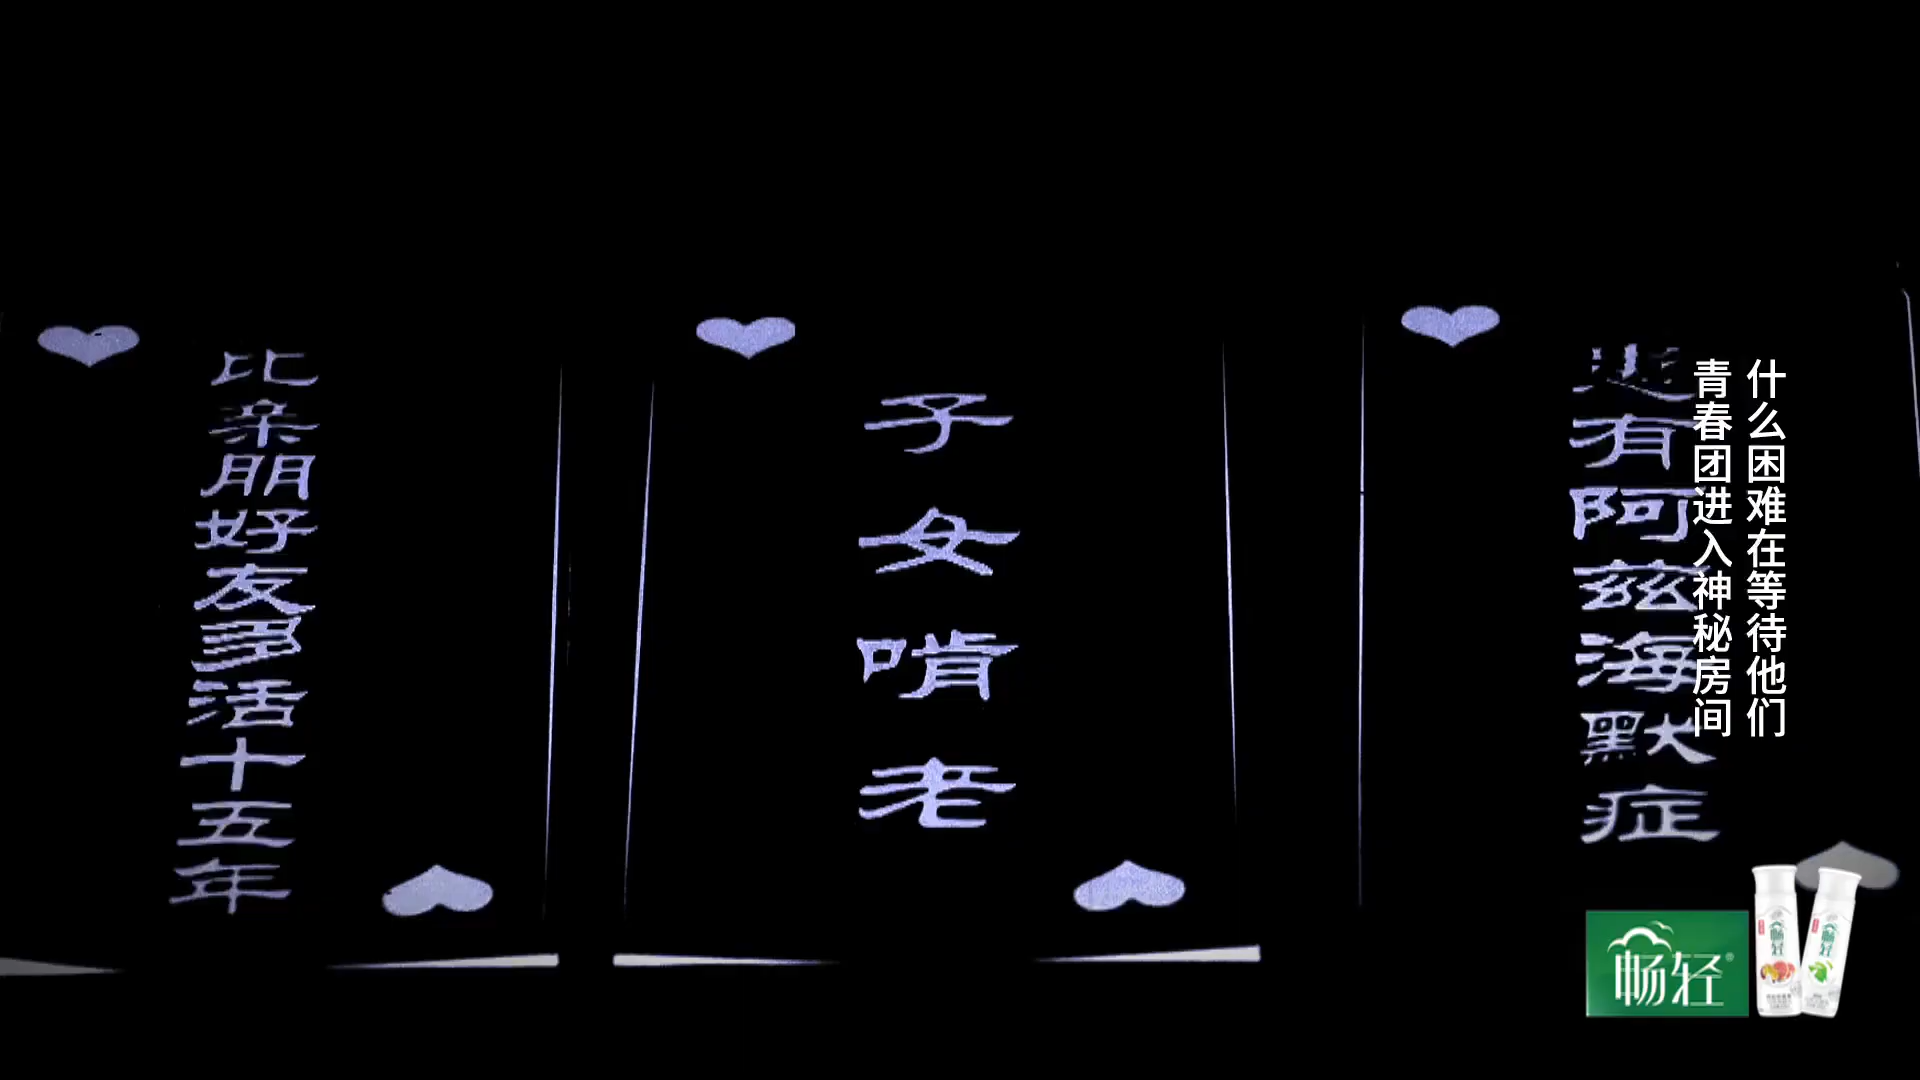 比亲朋好友多活十五年
子女啃老
患有阿兹海默症
什么困难在等待他们
青春团进入神秘房间
畅轻